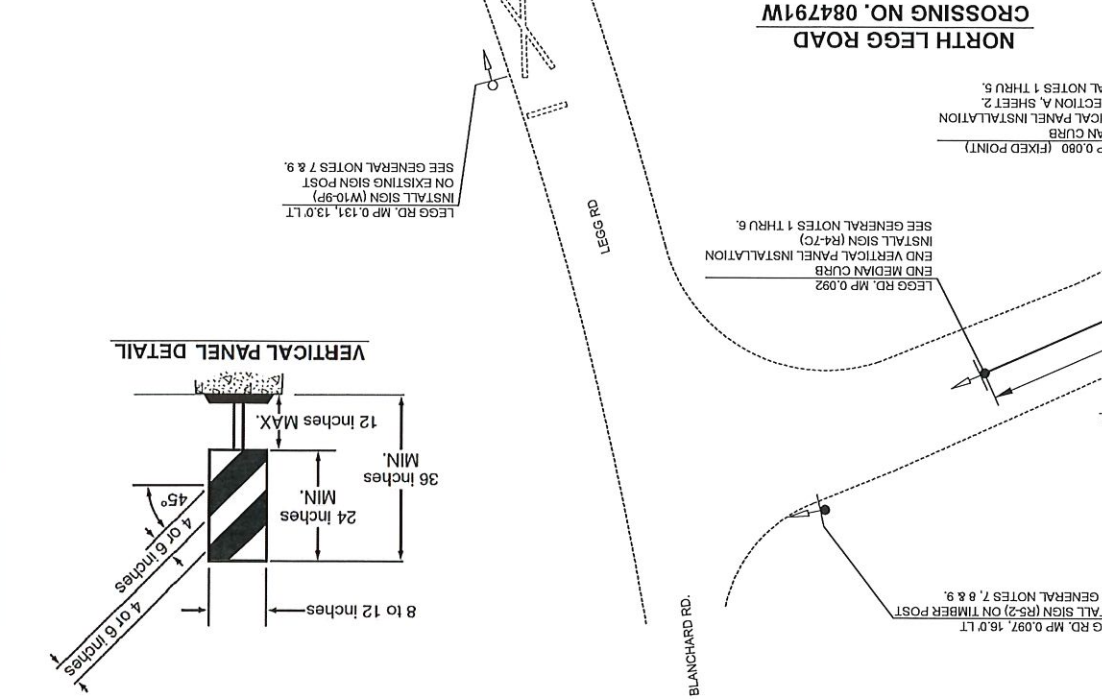 G RD. MP 0.097, 16.0' LT
TALL SIGN (R5-2) ON TIMBER POST
GENERAL NOTES 7, 8 & 9.
BLANCHARD RD.
4 or 6 inches
4 or 6 inches
45°
8 to 12 inches
24 inches
MIN.
36 inches
MIN.
12 inches MAX.
VERTICAL PANEL DETAIL
LEGG RD. MP 0.092
END MEDIAN CURB
END VERTICAL PANEL INSTALLATION
INSTALL SIGN (R4-7C)
SEE GENERAL NOTES 1 THRU 6.
LEGG RD
LEGG RD. MP 0.131, 13.0' LT
INSTALL SIGN (W10-9P)
ON EXISTING SIGN POST
SEE GENERAL NOTES 7 & 9.
P 0.080 (FIXED POINT)
AN CURB
ICAL PANEL INSTALLATION
ECTION A, SHEET 2.
AL NOTES 1 THRU 5.
NORTH LEGG ROAD
CROSSING NO. 084791W